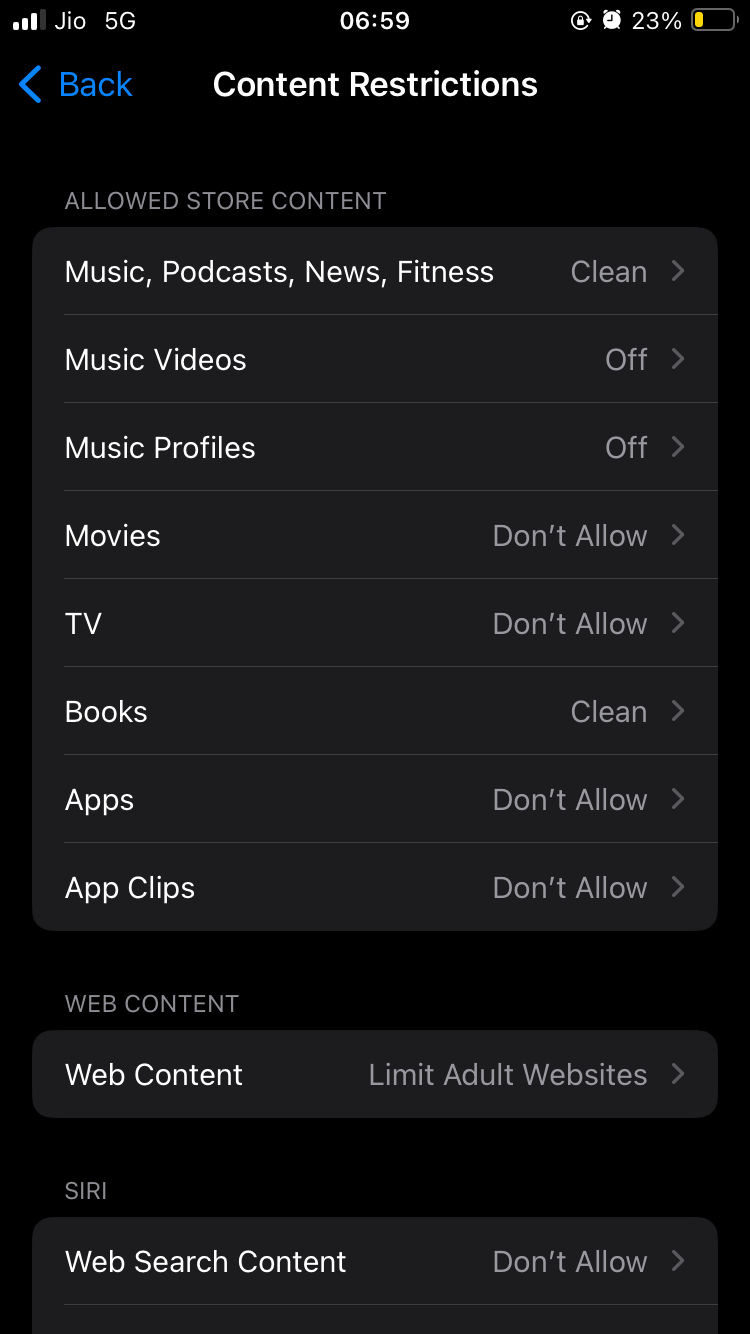 Jio 5G 06:59 23%
Back Content Restrictions
ALLOWED STORE CONTENT
Music, Podcasts, News, Fitness Clean
Music Videos Off
Music Profiles Off
Movies Don’t Allow
TV Don’t Allow
Books Clean
Apps Don’t Allow
App Clips Don’t Allow
WEB CONTENT
Web Content Limit Adult Websites
SIRI
Web Search Content Don’t Allow